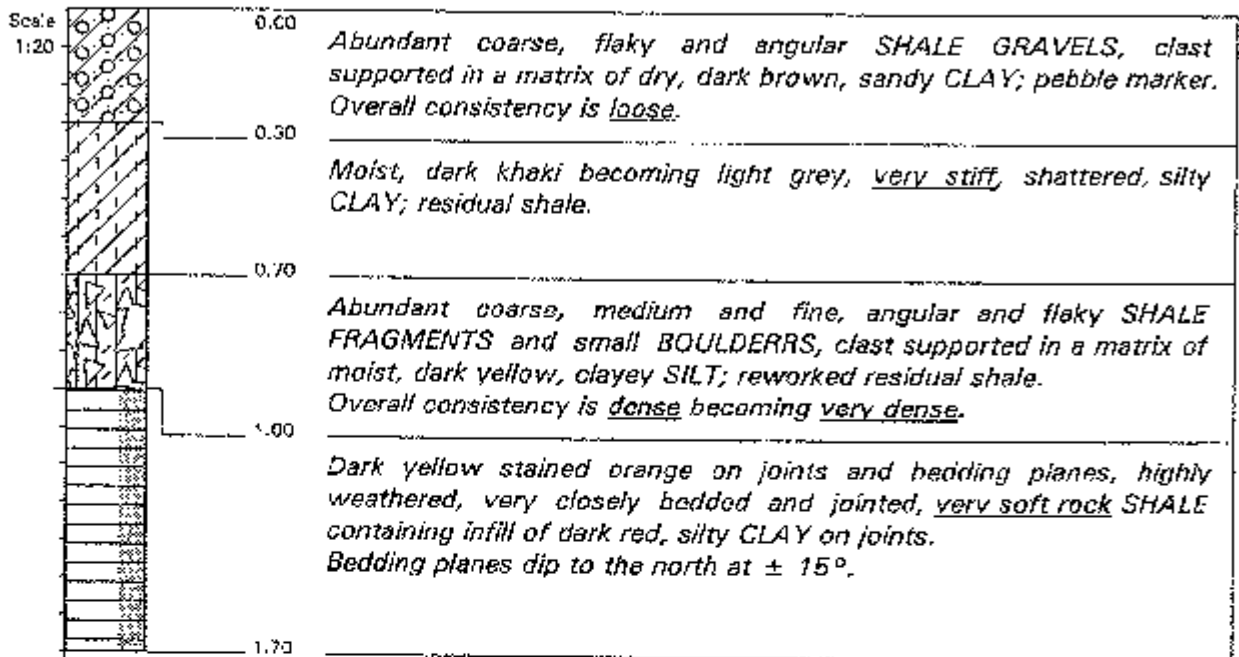 Scale
1:20
0.00
Abundant coarse, flaky and angular SHALE GRAVELS, clast
supported in a matrix of dry, dark brown, sandy CLAY; pebble marker.
Overall consistency is loose.
0.30
Moist, dark khaki becoming light grey, very stiff, shattered, silty
CLAY; residual shale.
0.70
Abundant coarse, medium and fine, angular and flaky SHALE
FRAGMENTS and small BOULDERRS, clast supported in a matrix of
moist, dark yellow, clayey SILT; reworked residual shale.
Overall consistency is dense becoming very dense.
1.00
Dark yellow stained orange on joints and bedding planes, highly
weathered, very closely bedded and jointed, very soft rock SHALE
containing infill of dark red, silty CLAY on joints.
Bedding planes dip to the north at ± 15°.
1.70